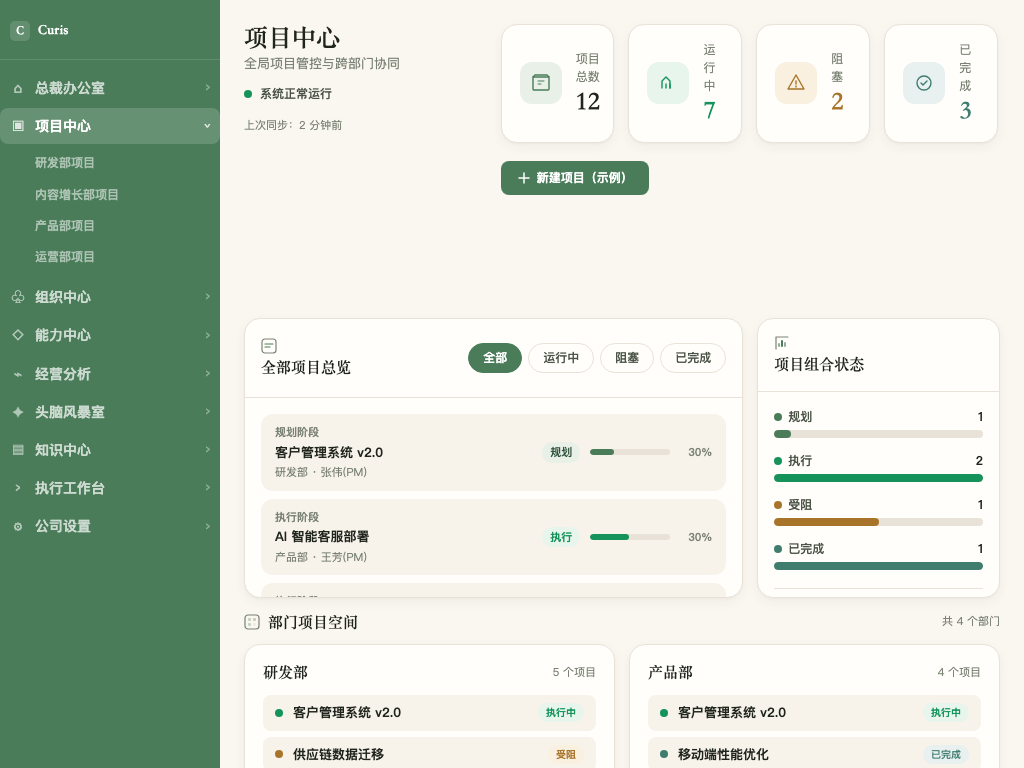 C Curis
总裁办公室
项目中心
研发部项目
内容增长部项目
产品部项目
运营部项目
组织中心
能力中心
经营分析
头脑风暴室
知识中心
执行工作台
公司设置
项目中心
全局项目管控与跨部门协同
系统正常运行
上次同步：2 分钟前
项目
总数
12
运
行
中
7
阻
塞
2
已
完
成
3
新建项目（示例）
全部项目总览
全部 运行中 阻塞 已完成
规划阶段
客户管理系统 v2.0
规划 30%
研发部 · 张伟(PM)
执行阶段
AI 智能客服部署
执行 30%
产品部 · 王芳(PM)
项目组合状态
规划 1
执行 2
受阻 1
已完成 1
部门项目空间
共 4 个部门
研发部 5 个项目
客户管理系统 v2.0 执行中
供应链数据迁移 受阻
产品部 4 个项目
客户管理系统 v2.0 执行中
移动端性能优化 已完成